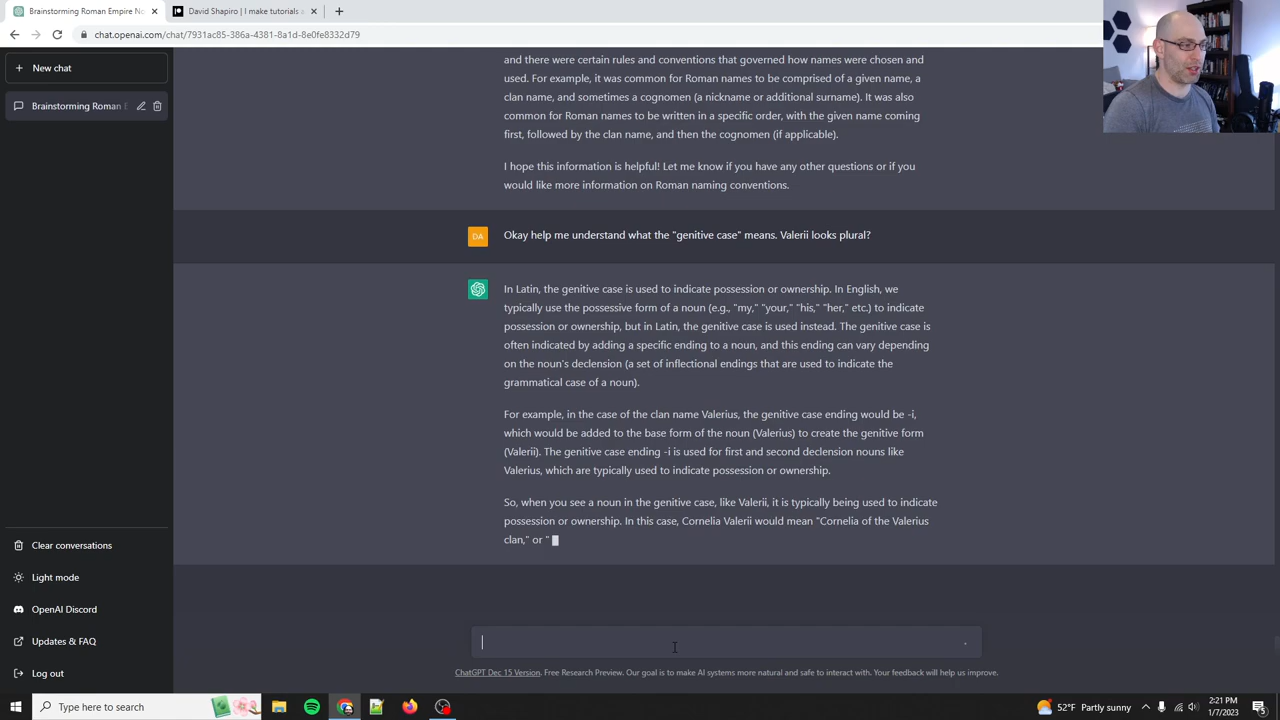 Brainstorming Roman Empire No
David Shapiro | I make tutorials a
chat.openai.com/chat/7931ac85-386a-4381-8a1d-8e0fe8332d79
New chat
Brainstorming Roman E
Clear conversations
Light mode
OpenAI Discord
Updates & FAQ
Log out
and there were certain rules and conventions that governed how names were chosen and
used. For example, it was common for Roman names to be comprised of a given name, a
clan name, and sometimes a cognomen (a nickname or additional surname). It was also
common for Roman names to be written in a specific order, with the given name coming
first, followed by the clan name, and then the cognomen (if applicable).
I hope this information is helpful! Let me know if you have any other questions or if you
would like more information on Roman naming conventions.
DA
Okay help me understand what the "genitive case" means. Valerii looks plural?
In Latin, the genitive case is used to indicate possession or ownership. In English, we
typically use the possessive form of a noun (e.g., "my," "your," "his," "her," etc.) to indicate
possession or ownership, but in Latin, the genitive case is used instead. The genitive case is
often indicated by adding a specific ending to a noun, and this ending can vary depending
on the noun's declension (a set of inflectional endings that are used to indicate the
grammatical case of a noun).
For example, in the case of the clan name Valerius, the genitive case ending would be -i,
which would be added to the base form of the noun (Valerius) to create the genitive form
(Valerii). The genitive case ending -i is used for first and second declension nouns like
Valerius, which are typically used to indicate possession or ownership.
So, when you see a noun in the genitive case, like Valerii, it is typically being used to indicate
possession or ownership. In this case, Cornelia Valerii would mean "Cornelia of the Valerius
clan," or "
ChatGPT Dec 15 Version. Free Research Preview. Our goal is to make AI systems more natural and safe to interact with. Your feedback will help us improve.
Type here to search
52°F Partly sunny
2:21 PM
1/7/2023